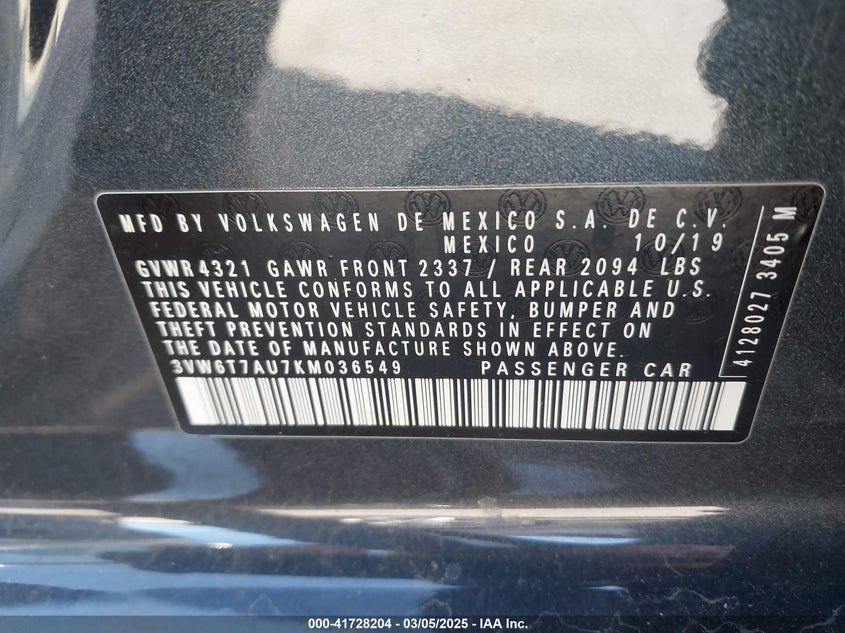 MFD BY VOLKSWAGEN DE MEXICO S.A. DE C.V.
MEXICO 10/19
GVWR 4321 GAWR FRONT 2337 / REAR 2094 LBS
THIS VEHICLE CONFORMS TO ALL APPLICABLE U.S.
FEDERAL MOTOR VEHICLE SAFETY, BUMPER AND
THEFT PREVENTION STANDARDS IN EFFECT ON
THE DATE OF MANUFACTURE SHOWN ABOVE.
3VW6T7AU7KM036549 PASSENGER CAR
4128027 3405 M
000-41728204 - 03/05/2025 - IAA Inc.